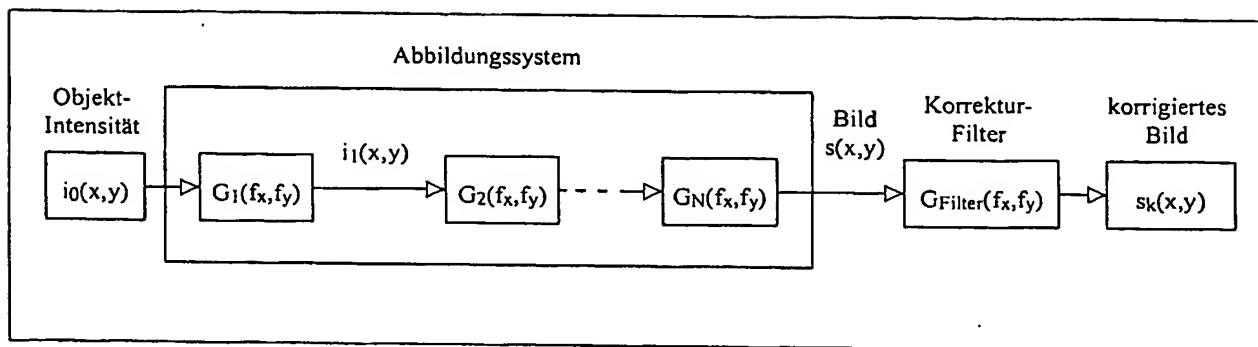 Abbildungssystem
Objekt-
Intensität
i0(x,y)
G1(fx,fy)
i1(x,y)
G2(fx,fy)
GN(fx,fy)
Bild
s(x,y)
Korrektur-
Filter
GFilter(fx,fy)
korrigiertes
Bild
sk(x,y)